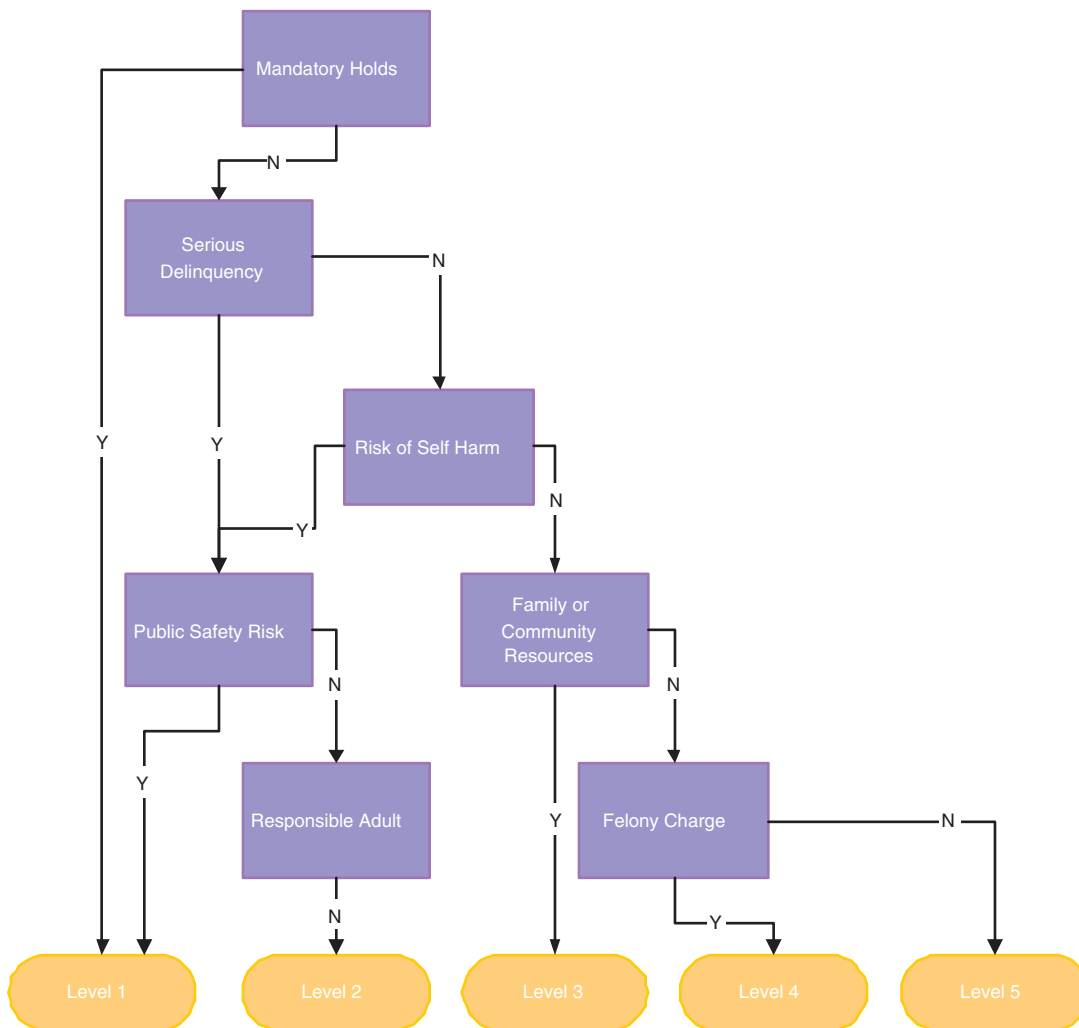 Mandatory Holds
N
Serious
Delinquency
N
Y
Y
Risk of Self Harm
Y
N
Public Safety Risk
Family or
Community
Resources
N
N
Y
Responsible Adult
Y
Felony Charge
N
N
Y
Level 1
Level 2
Level 3
Level 4
Level 5